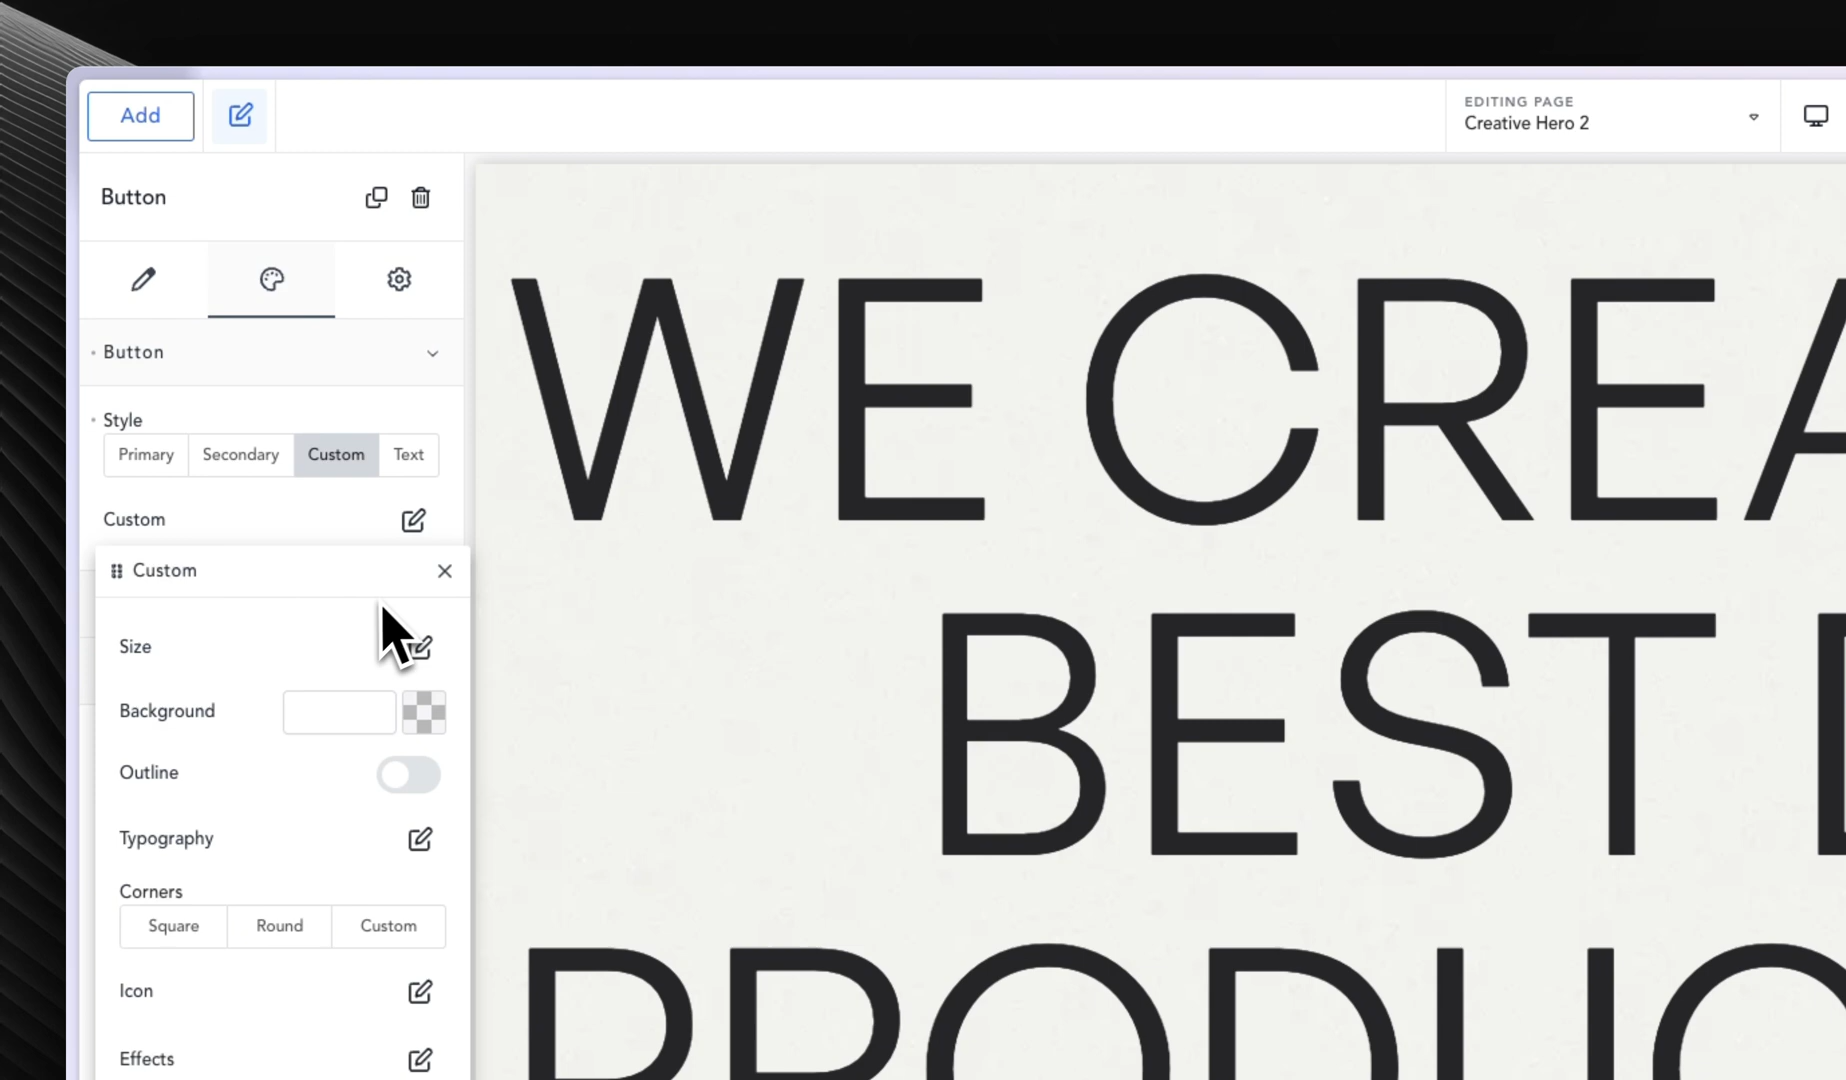 Add
EDITING PAGE
Creative Hero 2
Button
Button
Style
Primary Secondary Custom Text
Custom
Custom
Size
Background
Outline
Typography
Corners
Square Round Custom
Icon
Effects
WE CREA
BEST
PRODUC